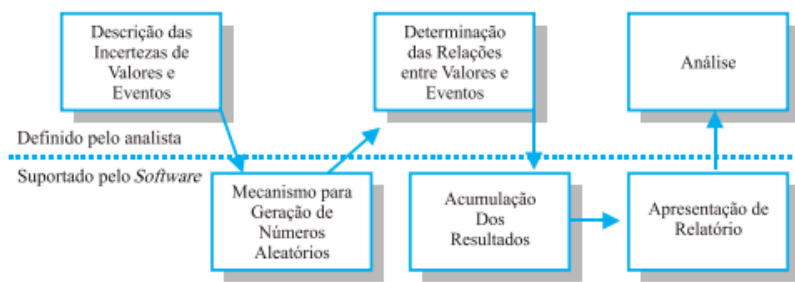 Descrição das
Incertezas de
Valores e
Eventos
Determinação
das Relações
entre Valores e
Eventos
Análise
Definido pelo analista
Suportado pelo Software
Mecanismo para
Geração de
Números
Aleatórios
Acumulação
Dos
Resultados
Apresentação de
Relatório